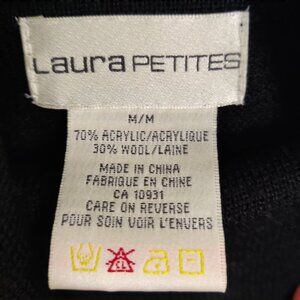 Laura PETITES
M/M
70% ACRYLIC/ACRYLIQUE
30% WOOL/LAINE
MADE IN CHINA
FABRIQUE EN CHINE
CA 10931
CARE ON REVERSE
POUR SOIN VOIR L'ENVERS
CL